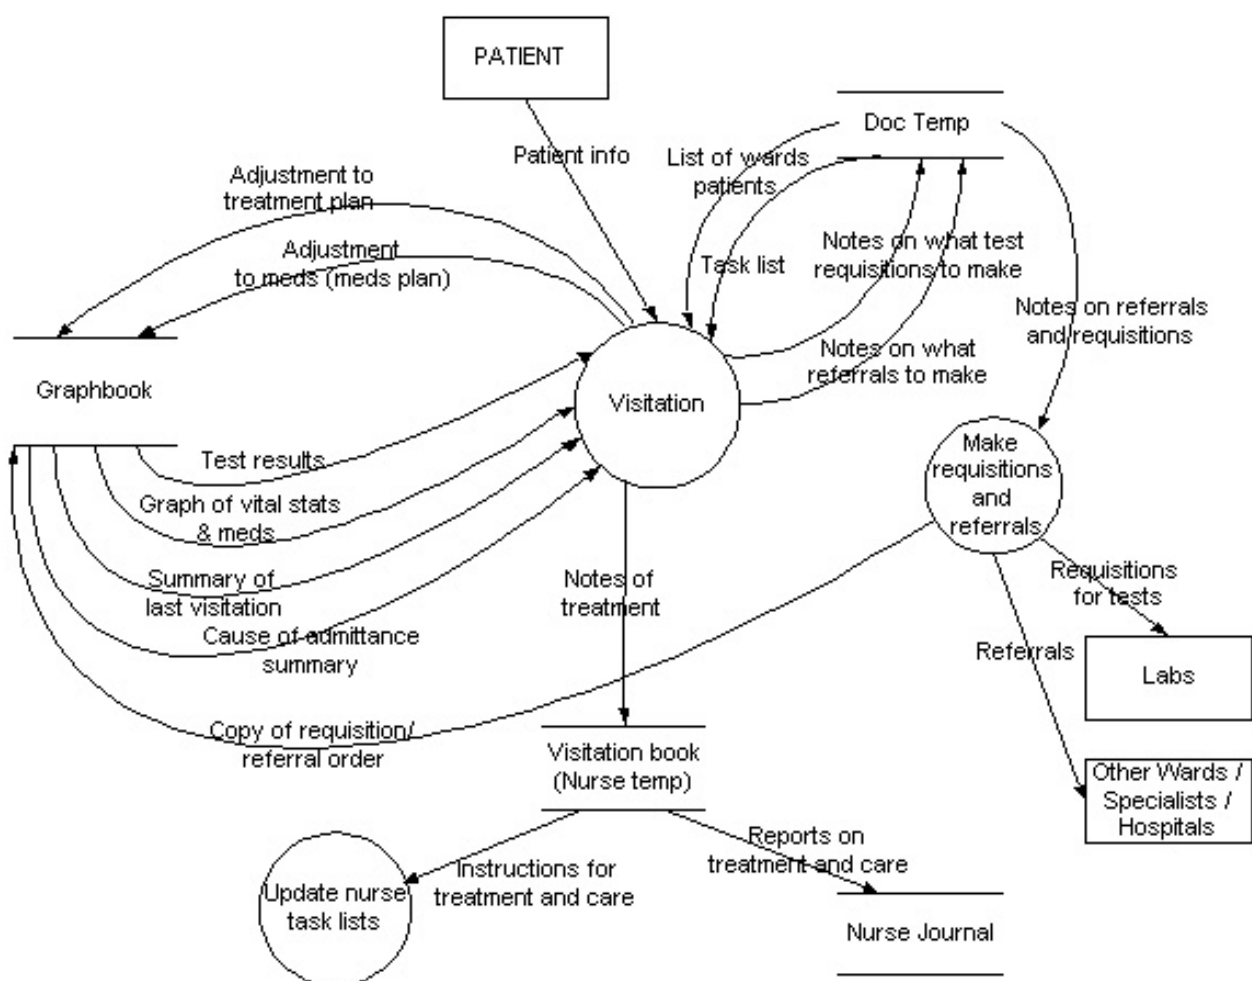 PATIENT
Doc Temp
Patient info
List of wards
patients
Adjustment to
treatment plan
Adjustment
to meds (meds plan)
Task list
Notes on what test
requisitions to make
Notes on referrals
and requisitions
Notes on what
referrals to make
Graphbook
Visitation
Make
requisitions
and
referrals
Test results
Graph of vital stats
& meds
Summary of
last visitation
Cause of admittance
summary
Notes of
treatment
Requisitions
for tests
Referrals
Labs
Copy of requisition/
referral order
Visitation book
(Nurse temp)
Other Wards /
Specialists /
Hospitals
Reports on
treatment and care
Instructions for
treatment and care
Update nurse
task lists
Nurse Journal